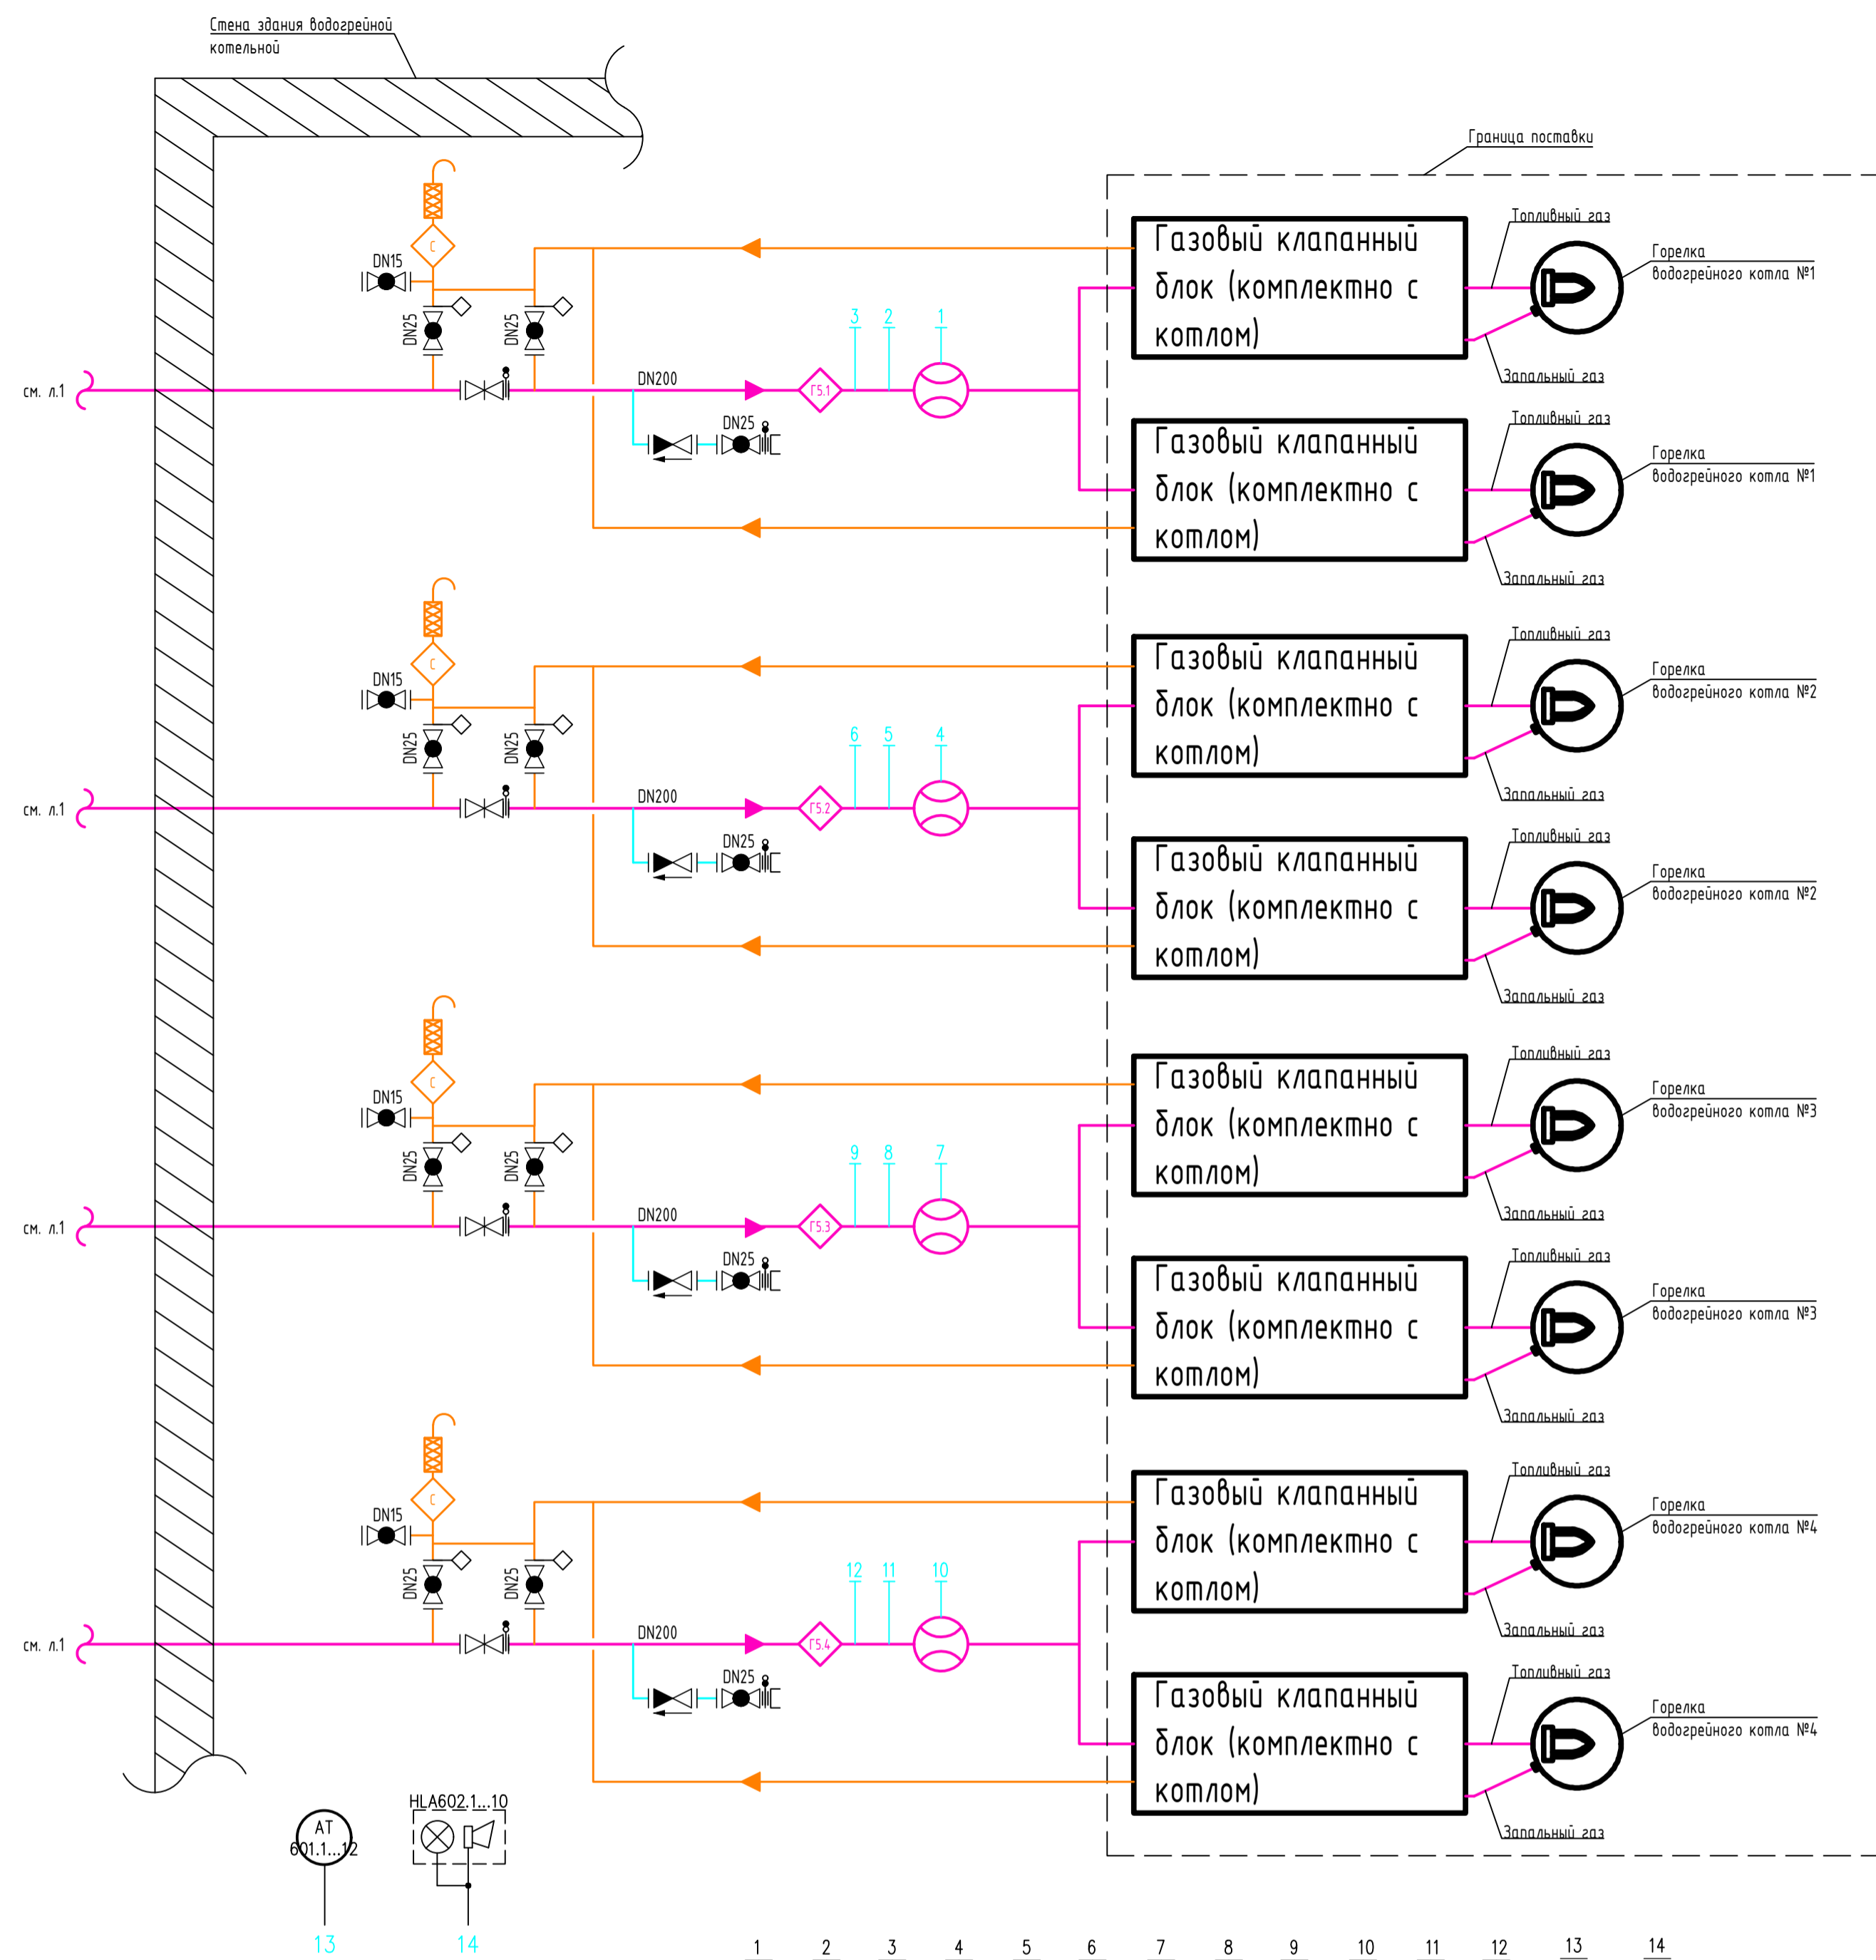 Стена здания водогрейной
котельной
Граница поставки
DN15
С
DN25
DN25
см. л.1
DN200
DN25
Г5.1
3
2
1
Газовый клапанный
блок (комплектно с
котлом)
Топливный газ
Запальный газ
Горелка
водогрейного котла №1
Газовый клапанный
блок (комплектно с
котлом)
Топливный газ
Запальный газ
Горелка
водогрейного котла №1
DN15
С
DN25
DN25
см. л.1
DN200
DN25
Г5.2
6
5
4
Газовый клапанный
блок (комплектно с
котлом)
Топливный газ
Запальный газ
Горелка
водогрейного котла №2
Газовый клапанный
блок (комплектно с
котлом)
Топливный газ
Запальный газ
Горелка
водогрейного котла №2
DN15
С
DN25
DN25
см. л.1
DN200
DN25
Г5.3
9
8
7
Газовый клапанный
блок (комплектно с
котлом)
Топливный газ
Запальный газ
Горелка
водогрейного котла №3
Газовый клапанный
блок (комплектно с
котлом)
Топливный газ
Запальный газ
Горелка
водогрейного котла №3
DN15
С
DN25
DN25
см. л.1
DN200
DN25
Г5.4
12
11
10
Газовый клапанный
блок (комплектно с
котлом)
Топливный газ
Запальный газ
Горелка
водогрейного котла №4
Газовый клапанный
блок (комплектно с
котлом)
Топливный газ
Запальный газ
Горелка
водогрейного котла №4
AT
601.1...12
13
HLA602.1...10
14
1 2 3 4 5 6 7 8 9 10 11 12 13 14